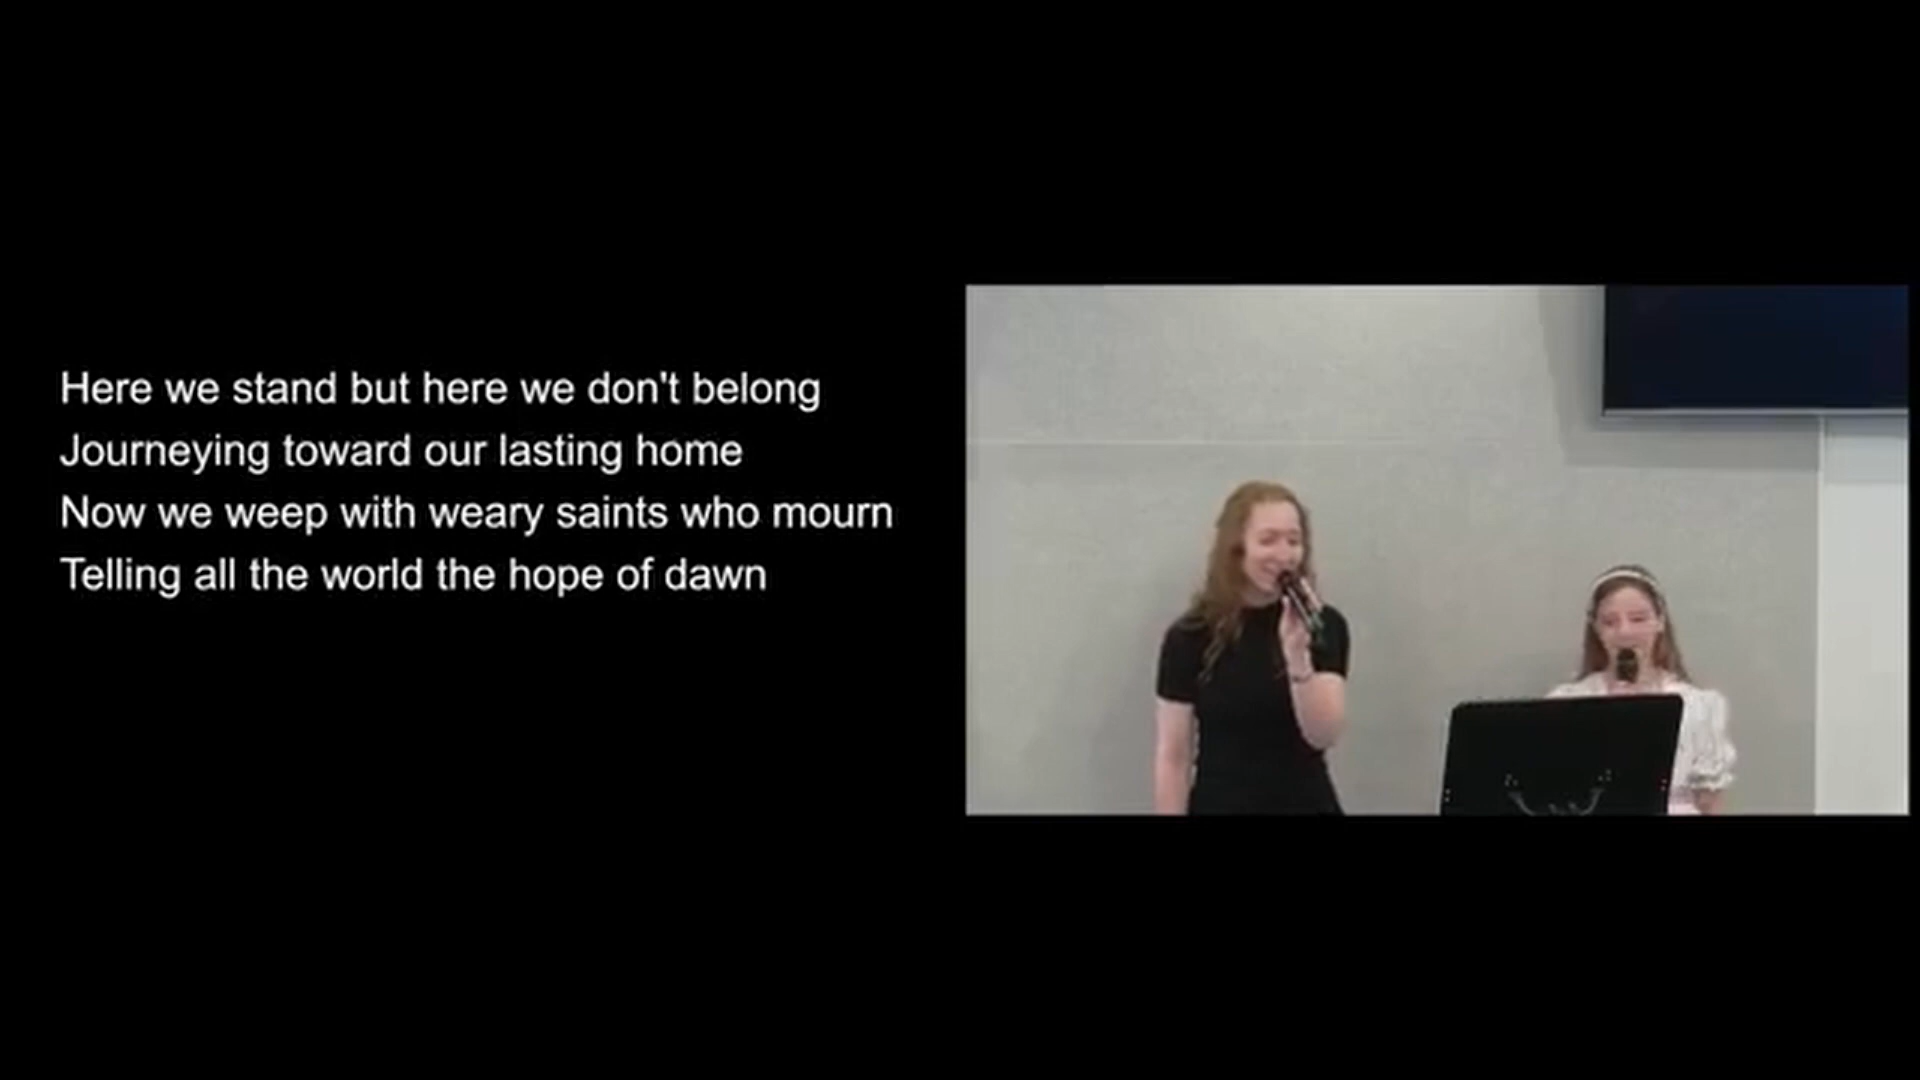 Here we stand but here we don't belong
Journeying toward our lasting home
Now we weep with weary saints who mourn
Telling all the world the hope of dawn